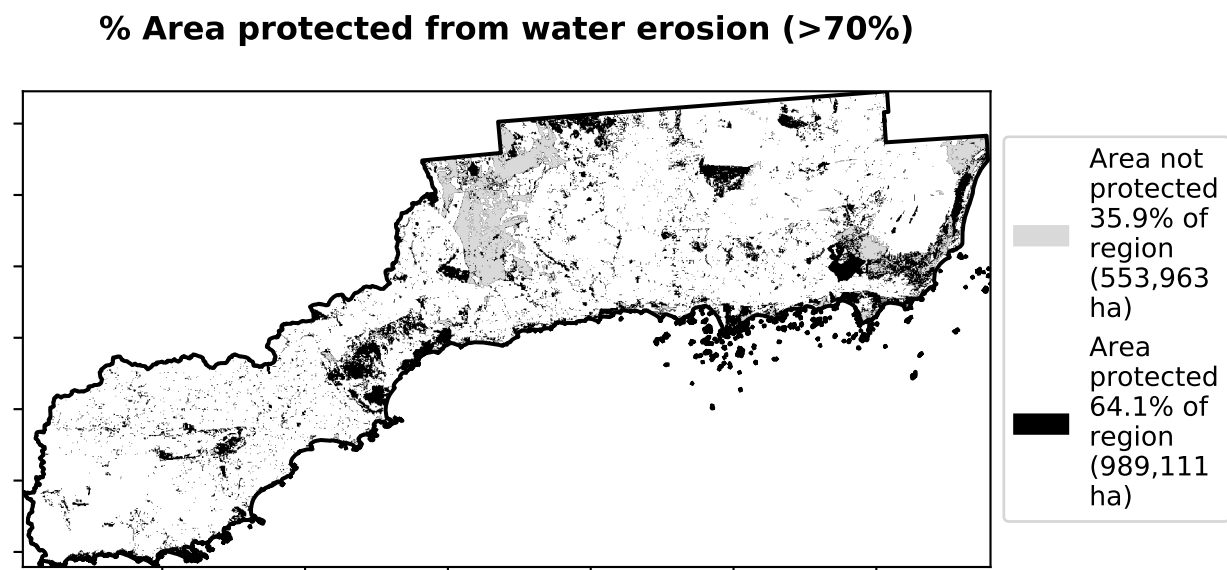 % Area protected from water erosion (>70%)
Area not
protected
35.9% of
region
(553,963
ha)
Area
protected
64.1% of
region
(989,111
ha)